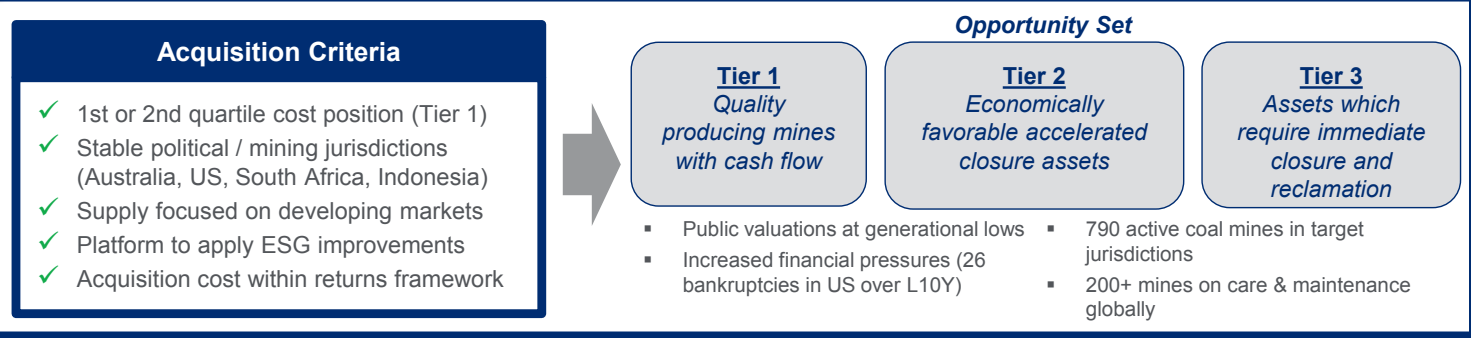 Acquisition Criteria
✓ 1st or 2nd quartile cost position (Tier 1)
✓ Stable political / mining jurisdictions
(Australia, US, South Africa, Indonesia)
✓ Supply focused on developing markets
✓ Platform to apply ESG improvements
✓ Acquisition cost within returns framework
Opportunity Set
Tier 1
Quality
producing mines
with cash flow
Tier 2
Economically
favorable accelerated
closure assets
Tier 3
Assets which
require immediate
closure and
reclamation
▪ Public valuations at generational lows
▪ Increased financial pressures (26
bankruptcies in US over L10Y)
▪ 790 active coal mines in target
jurisdictions
▪ 200+ mines on care & maintenance
globally